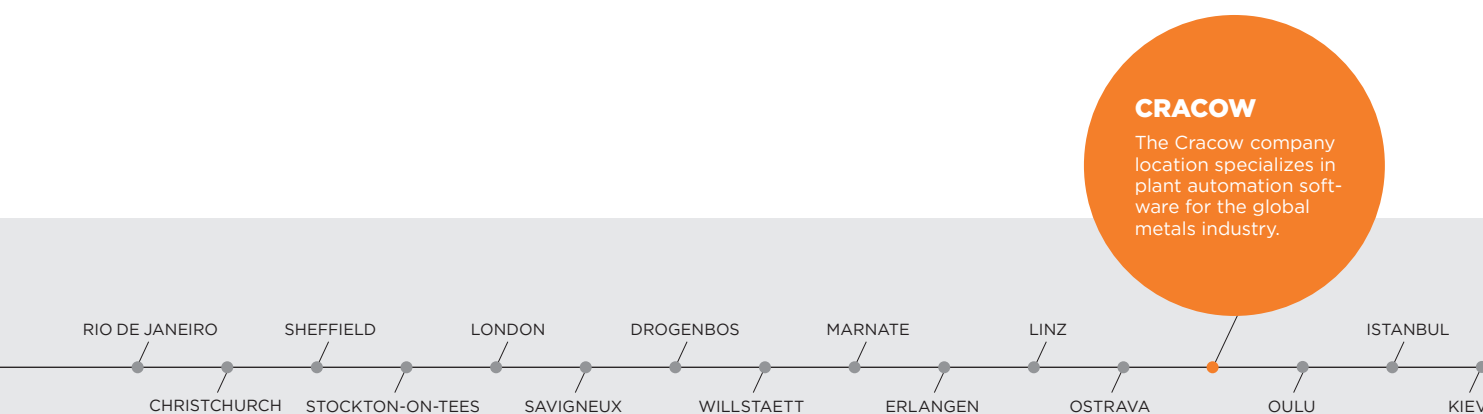 CRACOW
The Cracow company
location specializes in
plant automation soft-
ware for the global
metals industry.
RIO DE JANEIRO SHEFFIELD LONDON DROGENBOS MARNATE LINZ ISTANBUL
CHRISTCHURCH STOCKTON-ON-TEES SAVIGNEUX WILLSTAETT ERLANGEN OSTRAVA OULU KIEV